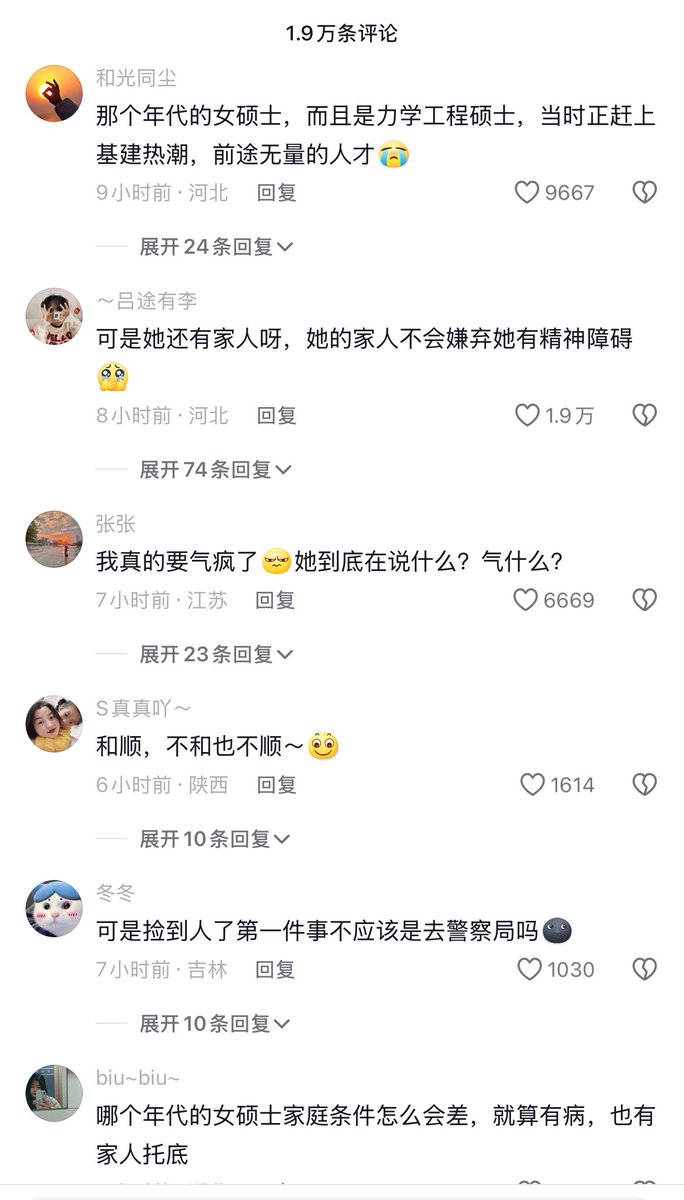 1.9万条评论
和光同尘
那个年代的女硕士，而且是力学工程硕士，当时正赶上
基建热潮，前途无量的人才😭
9小时前·河北 回复 9667
展开24条回复
～吕途有李
可是她还有家人呀，她的家人不会嫌弃她有精神障碍
8小时前·河北 回复 1.9万
展开74条回复
张张
我真的要气疯了 她到底在说什么？气什么？
7小时前·江苏 回复 6669
展开23条回复
S真真吖～
和顺，不和也不顺～
6小时前·陕西 回复 1614
展开10条回复
冬冬
可是捡到人了第一件事不应该是去警察局吗
7小时前·吉林 回复 1030
展开10条回复
biu~biu~
哪个年代的女硕士家庭条件怎么会差，就算有病，也有
家人托底